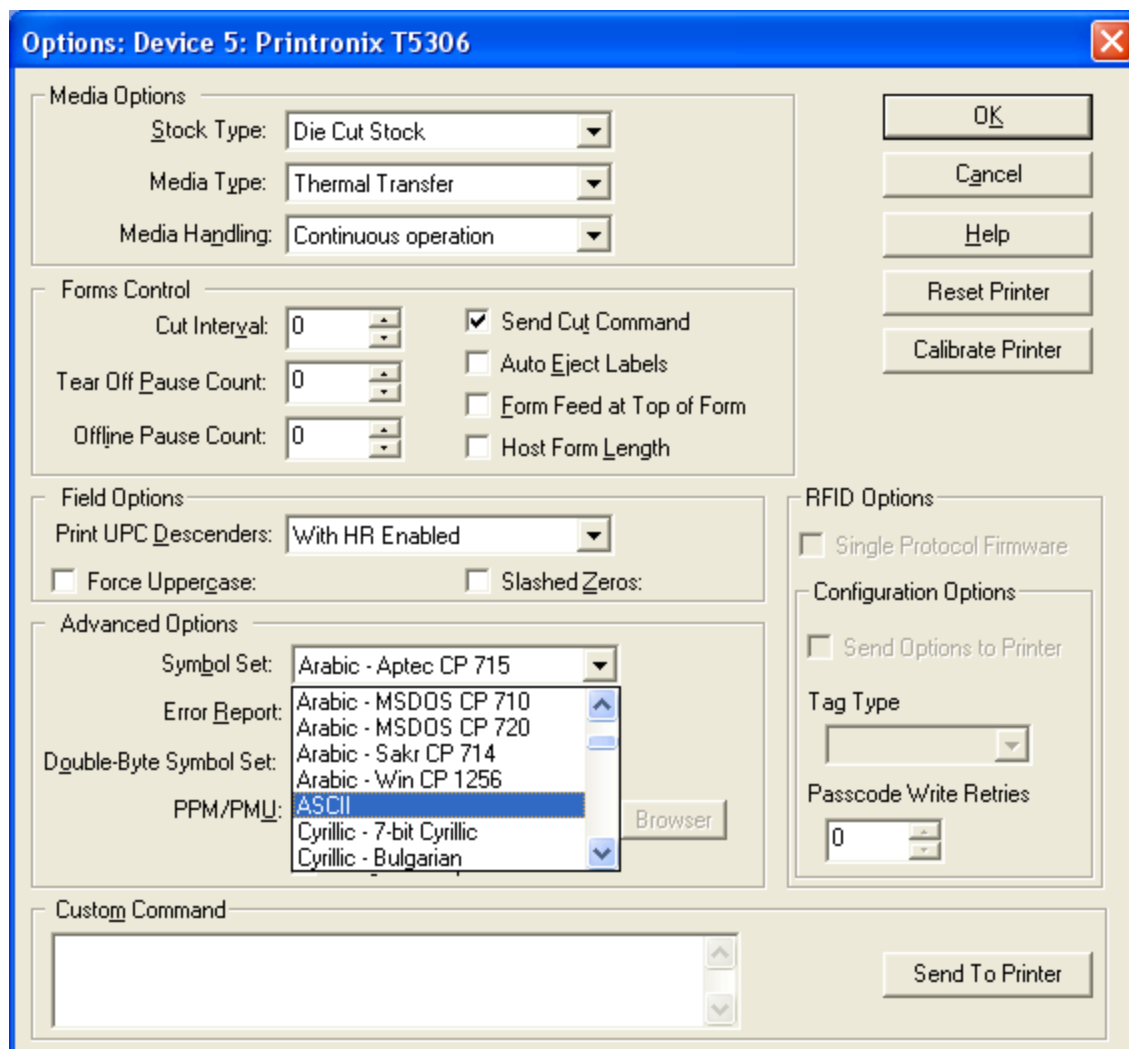 Options: Device 5: Printronix T5306
Media Options
Stock Type: Die Cut Stock
Media Type: Thermal Transfer
Media Handling: Continuous operation
OK
Cancel
Help
Reset Printer
Calibrate Printer
Forms Control
Cut Interval: 0
Send Cut Command
Tear Off Pause Count: 0
Auto Eject Labels
Form Feed at Top of Form
Offline Pause Count: 0
Host Form Length
Field Options
Print UPC Descenders: With HR Enabled
Force Uppercase:
Slashed Zeros:
RFID Options
Single Protocol Firmware
Configuration Options
Send Options to Printer
Tag Type
Passcode Write Retries
0
Advanced Options
Symbol Set: Arabic - Aptec CP 715
Error Report:
Double-Byte Symbol Set:
PPM/PMU:
Arabic - MSDOS CP 710
Arabic - MSDOS CP 720
Arabic - Sakr CP 714
Arabic - Win CP 1256
ASCII
Cyrillic - 7-bit Cyrillic
Cyrillic - Bulgarian
Browser
Custom Command
Send To Printer